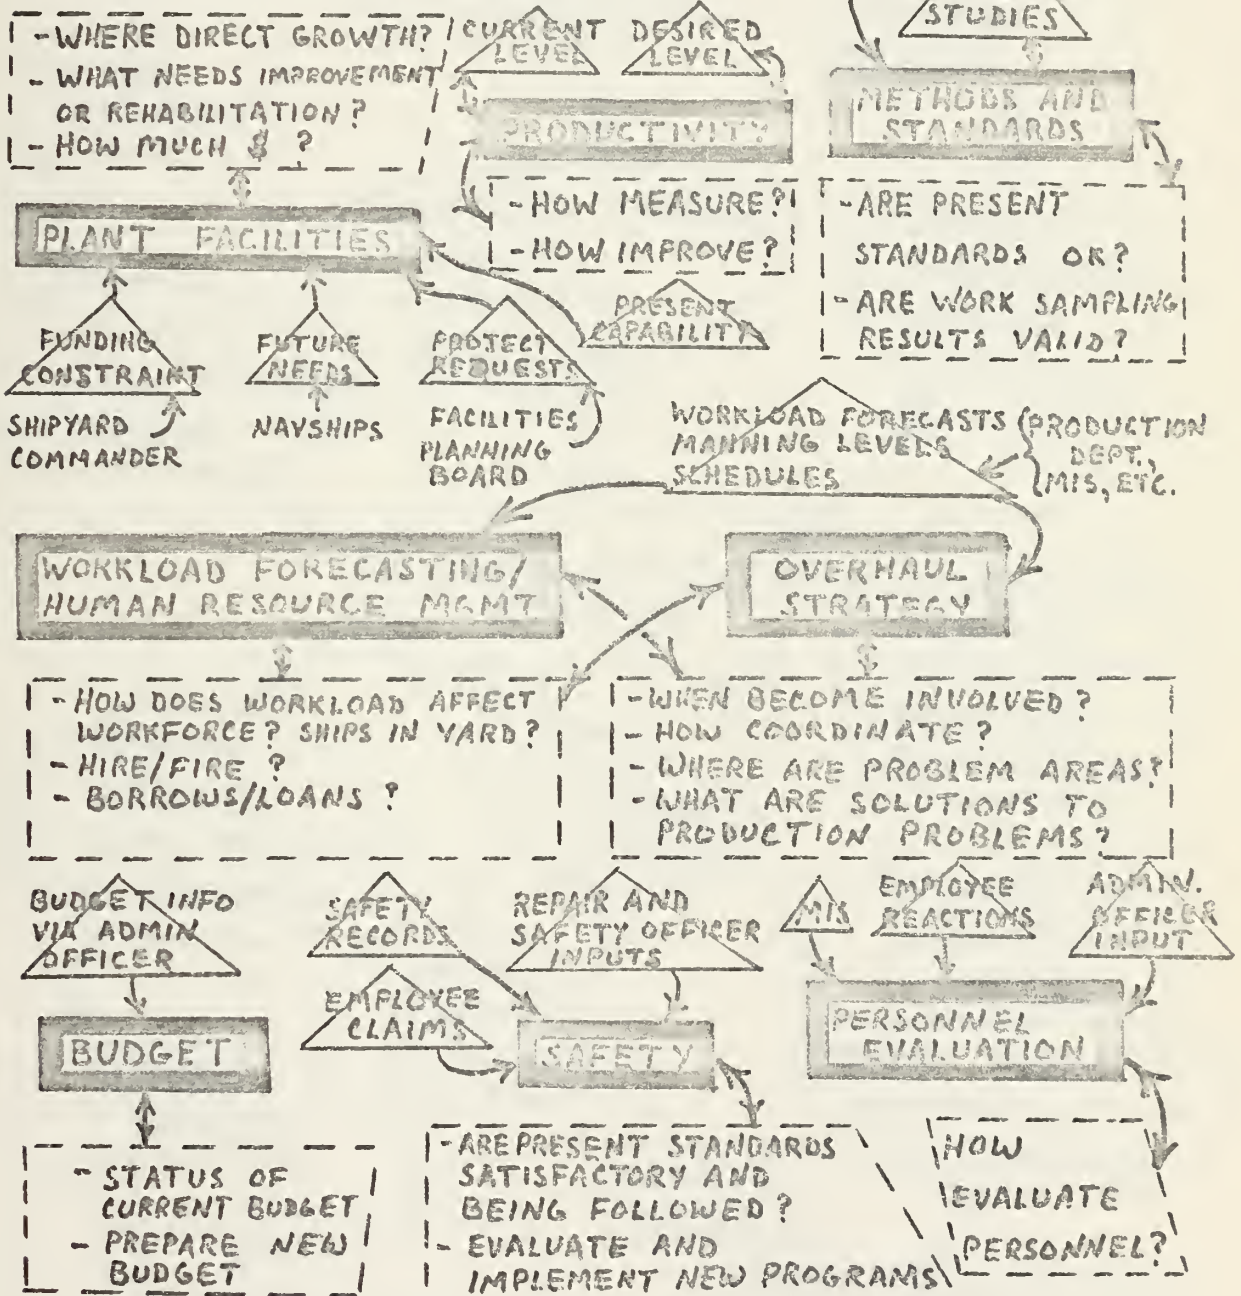 - WHERE DIRECT GROWTH?
- WHAT NEEDS IMPROVEMENT
OR REHABILITATION?
- HOW MUCH $ ?
CURRENT
LEVEL
DESIRED
LEVEL
STUDIES
PRODUCTIVITY
METHODS AND
STANDARDS
- HOW MEASURE?
- HOW IMPROVE?
- ARE PRESENT
STANDARDS OK?
- ARE WORK SAMPLING
RESULTS VALID?
PLANT FACILITIES
FUNDING
CONSTRAINT
FUTURE
NEEDS
PROTECT
REQUESTS
PRESENT
CAPABILITY
SHIPYARD
COMMANDER
NAVSHIPS
FACILITIES
PLANNING
BOARD
WORKLOAD FORECASTS
MANNING LEVELS
SCHEDULES
PRODUCTION
DEPT.,
MIS, ETC.
WORKLOAD FORECASTING/
HUMAN RESOURCE MGMT
OVERHAUL
STRATEGY
- HOW DOES WORKLOAD AFFECT
WORKFORCE? SHIPS IN YARD?
- HIRE/FIRE ?
- BORROWS/LOANS ?
- WHEN BECOME INVOLVED?
- HOW COORDINATE?
- WHERE ARE PROBLEM AREAS?
- WHAT ARE SOLUTIONS TO
PRODUCTION PROBLEMS?
BUDGET INFO
VIA ADMIN
OFFICER
SAFETY
RECORDS
REPAIR AND
SAFETY OFFICER
INPUTS
MIS
EMPLOYEE
REACTIONS
ADMIN.
OFFICER
INPUT
EMPLOYEE
CLAIMS
BUDGET
SAFETY
PERSONNEL
EVALUATION
- STATUS OF
CURRENT BUDGET
- PREPARE NEW
BUDGET
- ARE PRESENT STANDARDS
SATISFACTORY AND
BEING FOLLOWED?
- EVALUATE AND
IMPLEMENT NEW PROGRAMS
HOW
EVALUATE
PERSONNEL?